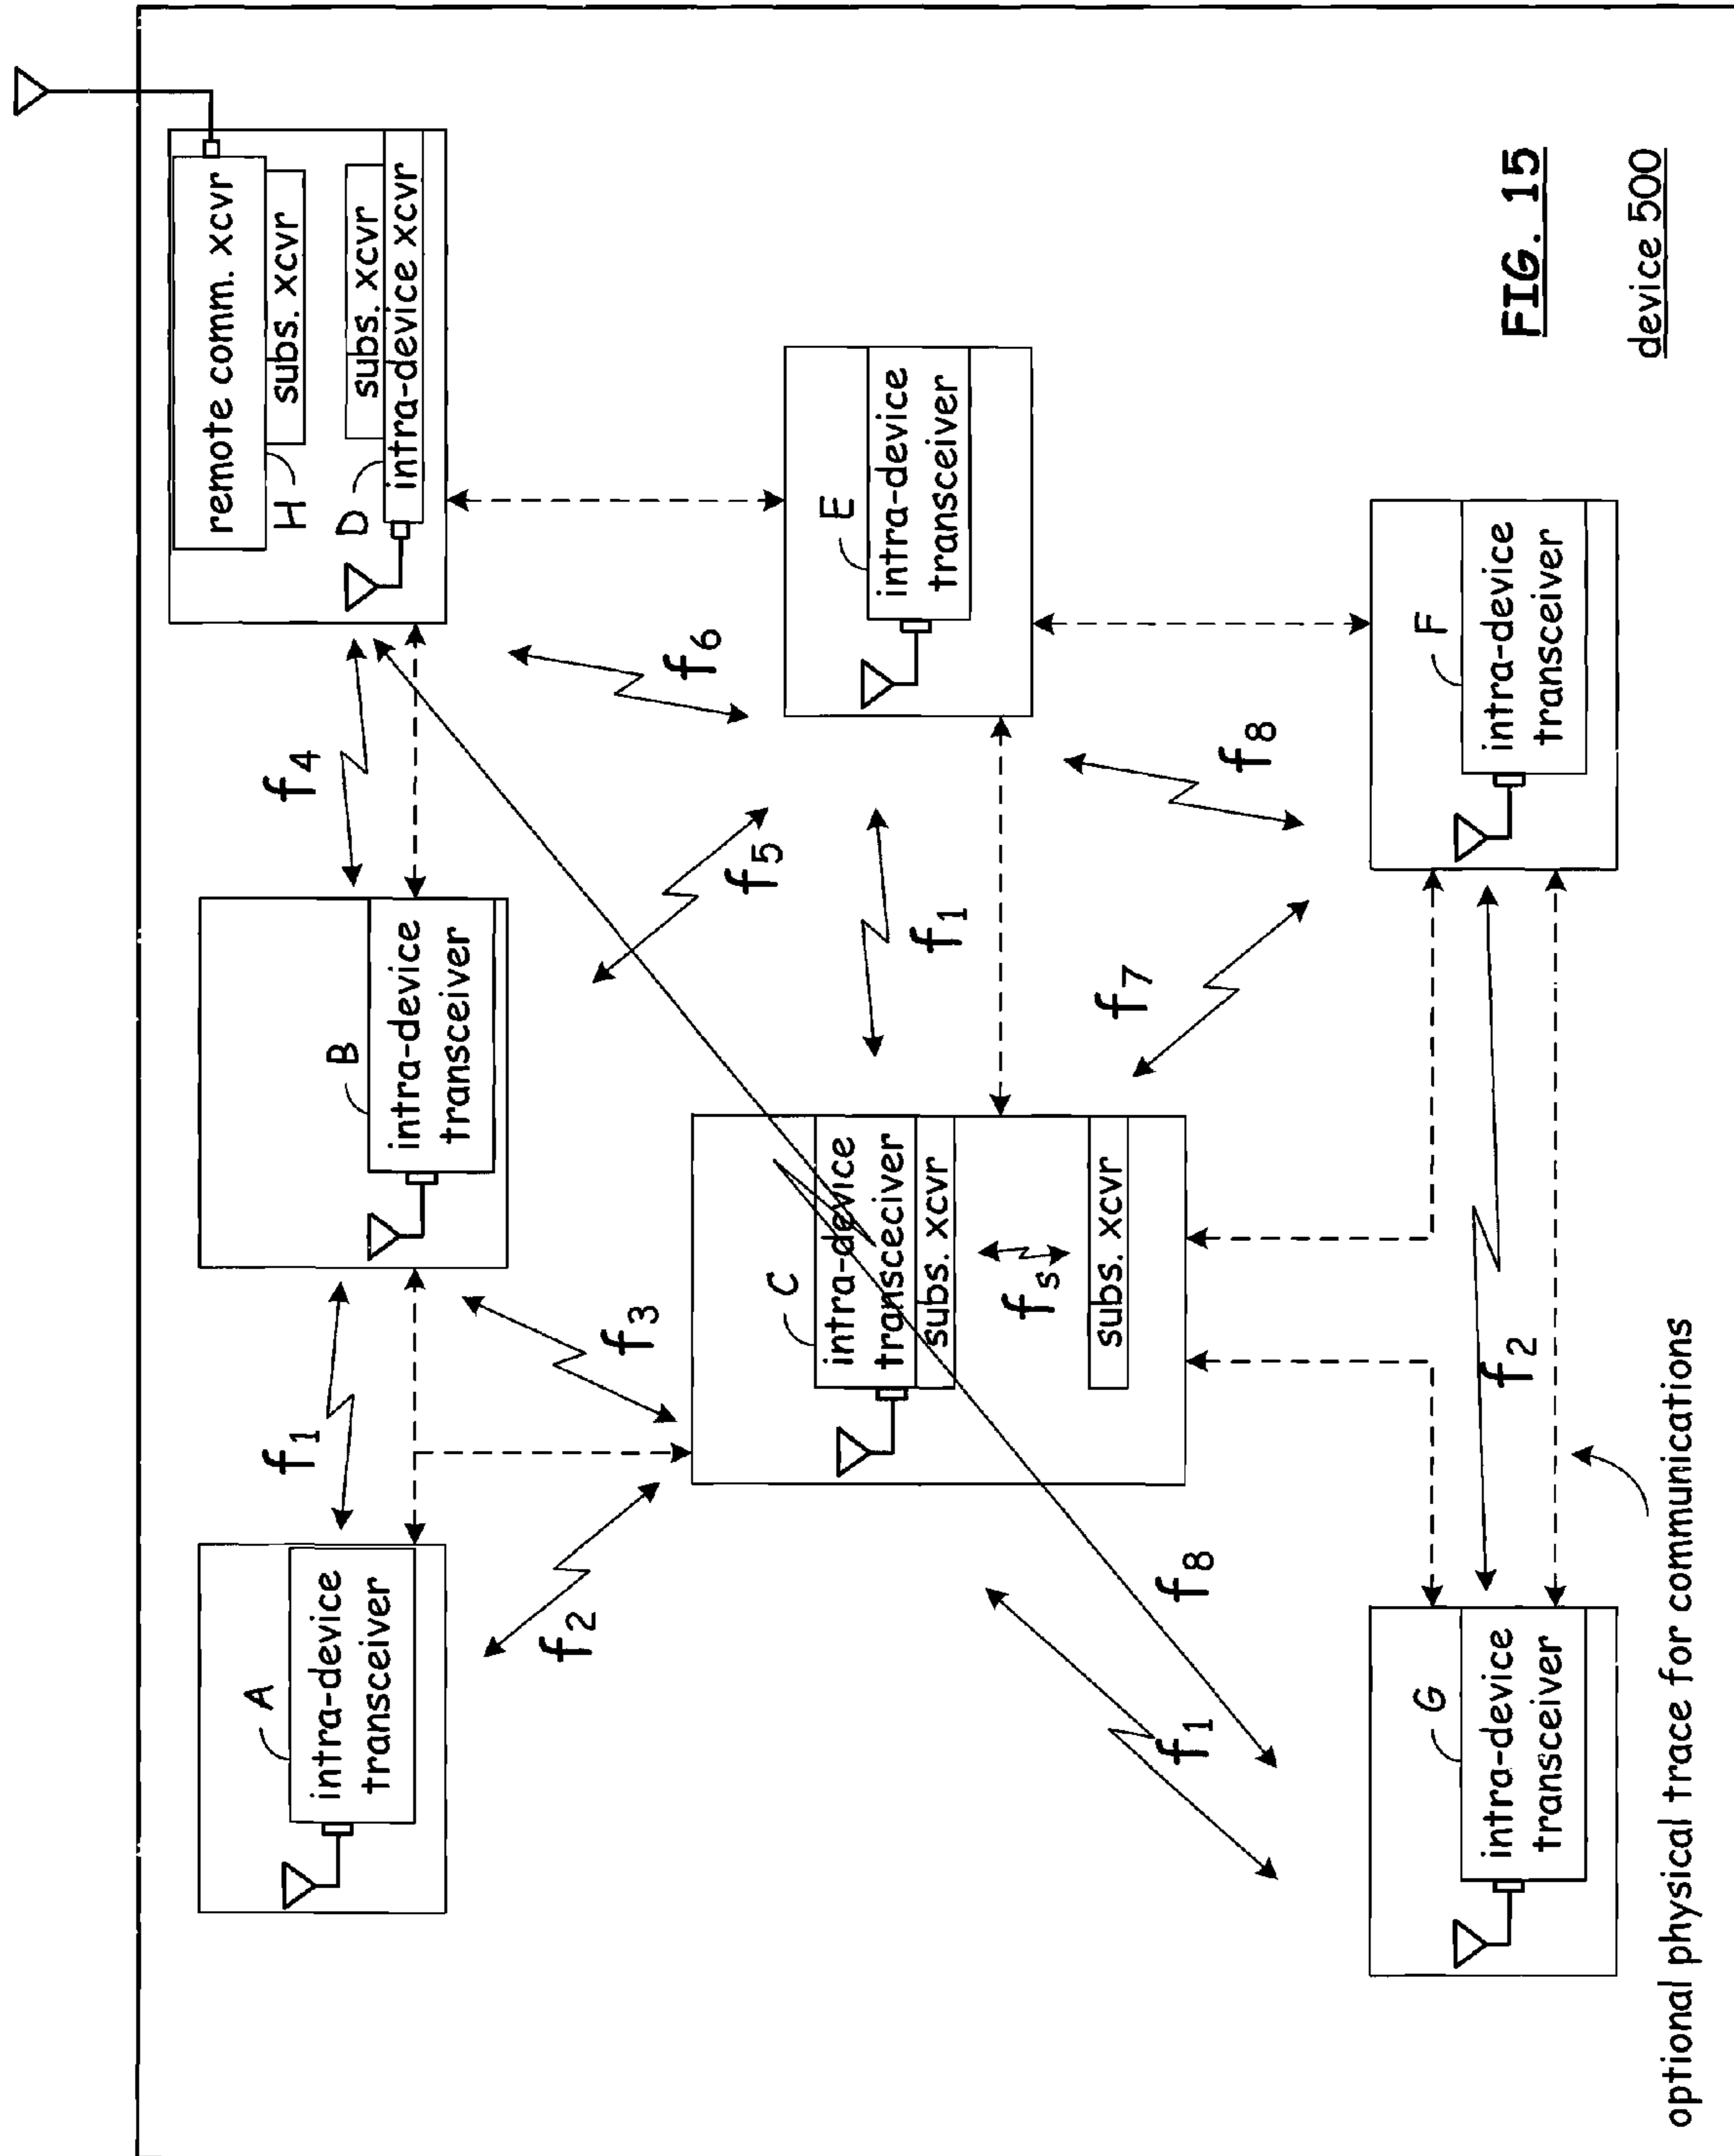 remote comm. xcvr
subs. xcvr
H
D
subs. xcvr
intra-device xcvr
A
intra-device
transceiver
f1
B
intra-device
transceiver
f4
f2
f3
f5
f6
C
intra-device
transceciver
subs. xcvr
fs
subs. xcvr
f1
E
intra-device
transceiver
f1
f8
f7
f8
G
intra-device
transceiver
f2
F
intra-device
transceiver
FIG. 15
device 500
optional physical trace for communications